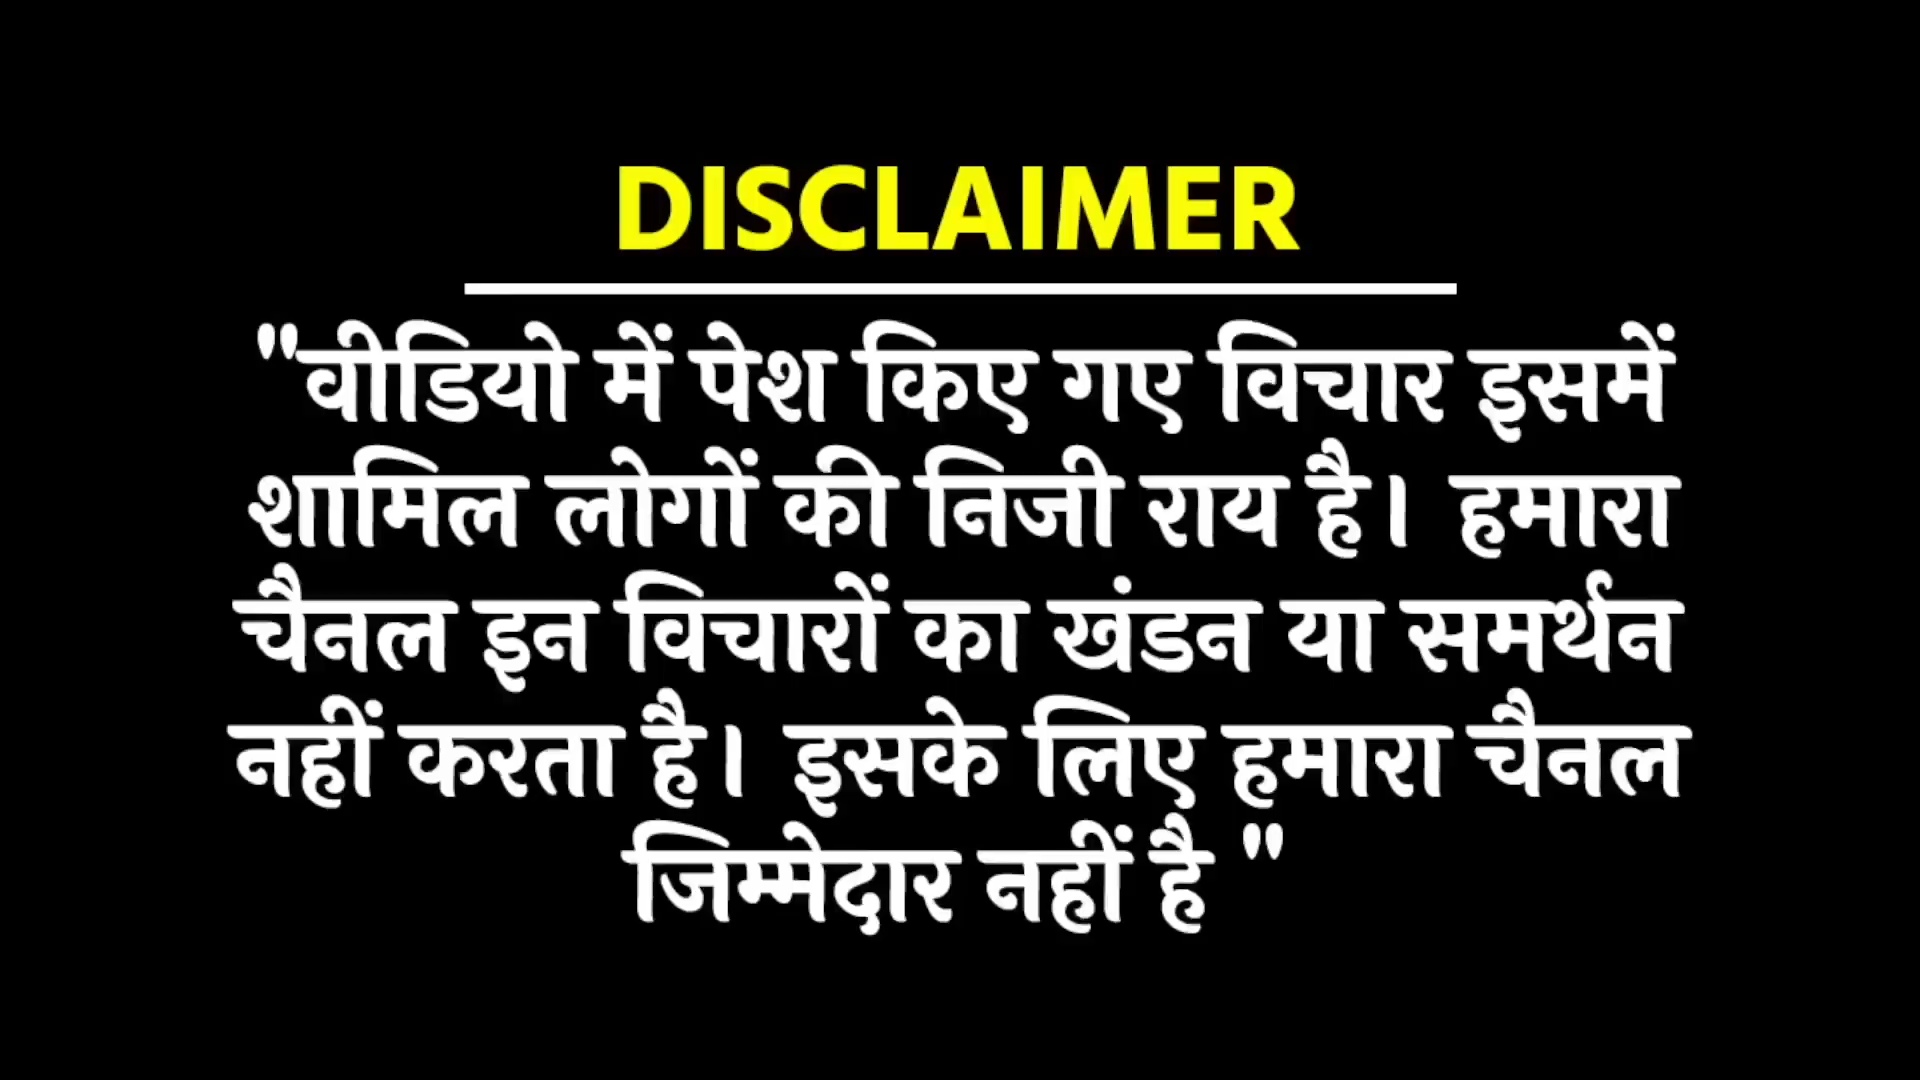 DISCLAIMER
"वीडियो में पेश किए गए विचार इसमें
शामिल लोगों की निजी राय है। हमारा
चैनल इन विचारों का खंडन या समर्थन
नहीं करता है। इसके लिए हमारा चैनल
जिम्मेदार नहीं है "